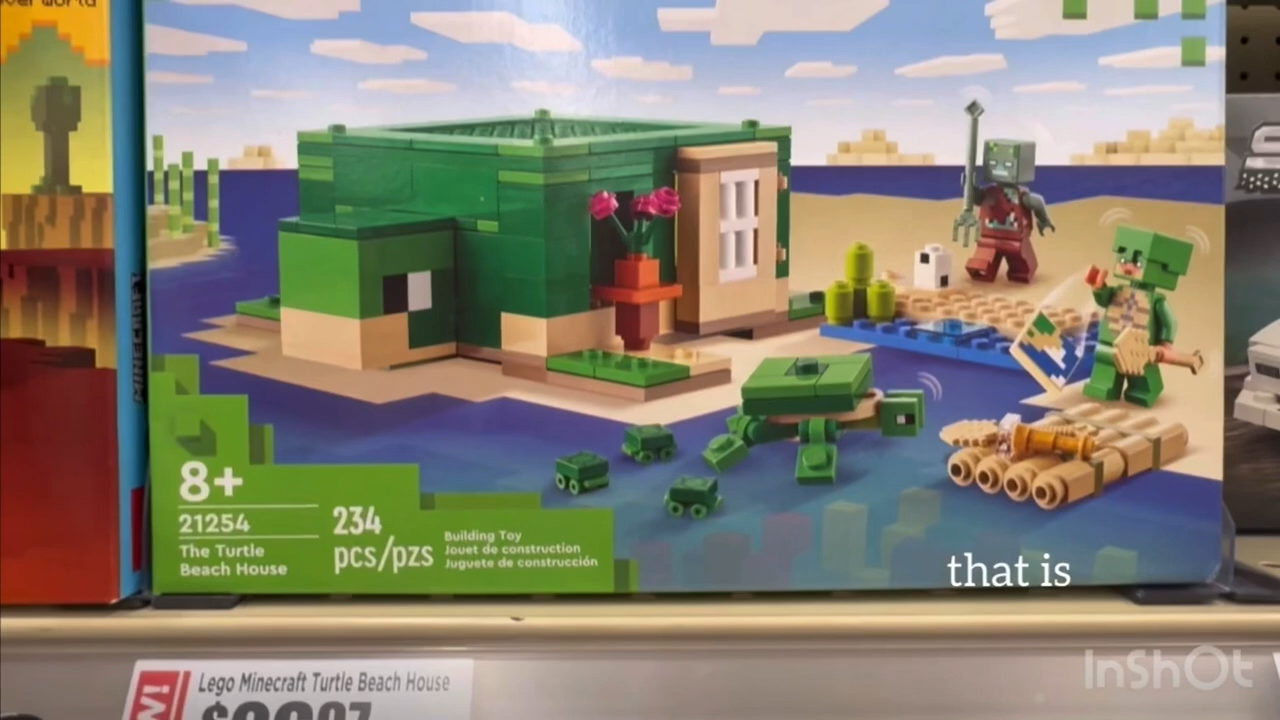 MINECRAFT
8+
21254
The Turtle
Beach House
234
pcs/pzs
Building Toy
Jouet de construction
Juguete de construcción
that is
InShOt
Lego Minecraft Turtle Beach House